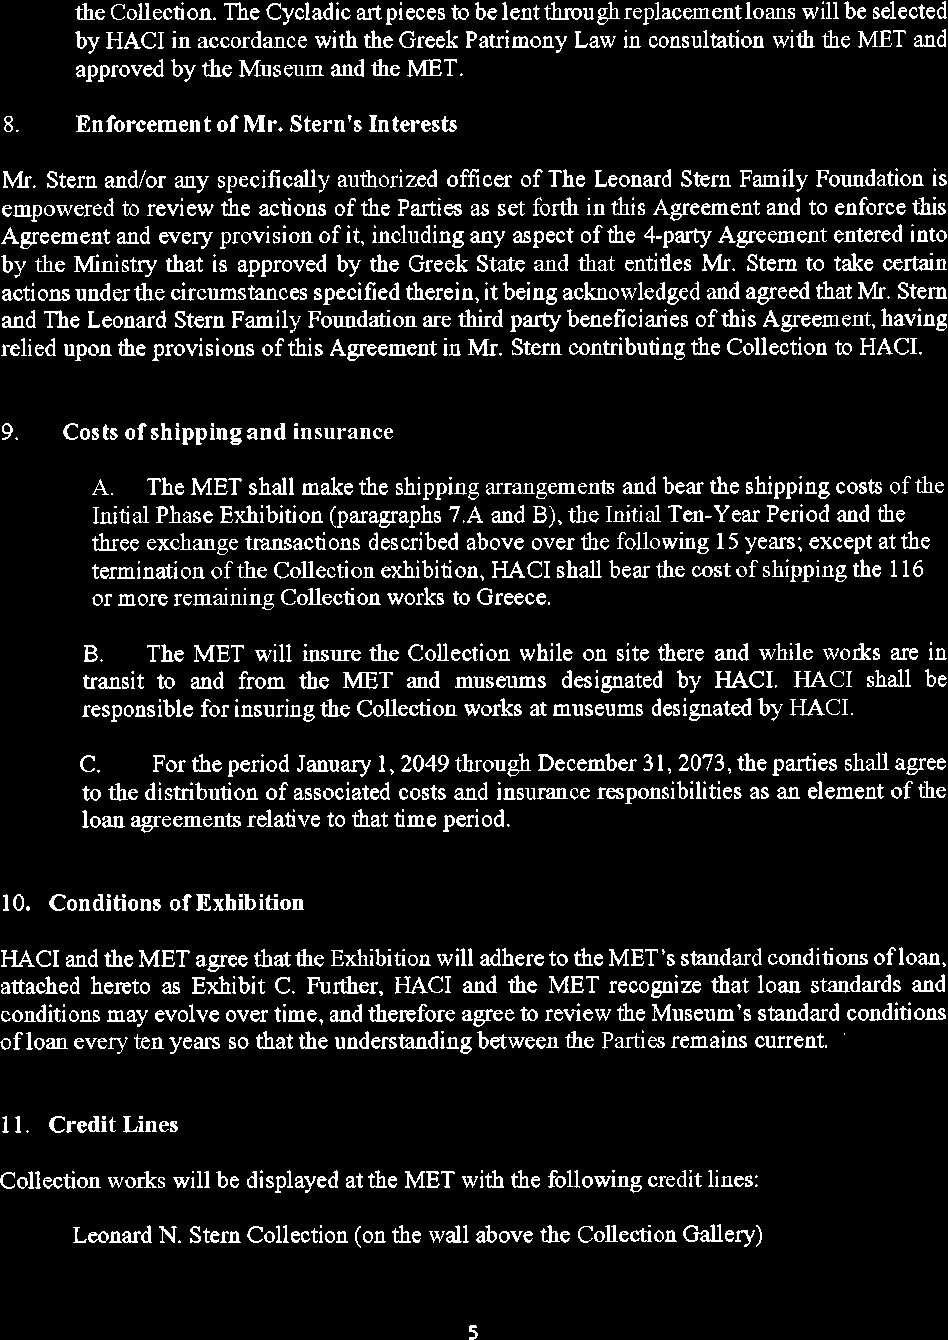 the Collection. The Cycladic art pieces to be lent through replacement loans will be selected
by HACI in accordance with the Greek Patrimony Law in consultation with the MET and
approved by the Museum and the MET.
8. Enforcement of Mr. Stern's Interests
Mr. Stern and/or any specifically authorized officer of The Leonard Stern Family Foundation is
empowered to review the actions of the Parties as set forth in this Agreement and to enforce this
Agreement and every provision of it, including any aspect of the 4-party Agreement entered into
by the Ministry that is approved by the Greek State and that entitles Mr. Stern to take certain
actions under the circumstances specified therein, it being acknowledged and agreed that Mr. Stern
and The Leonard Stern Family Foundation are third party beneficiaries of this Agreement, having
relied upon the provisions of this Agreement in Mr. Stern contributing the Collection to HACI.
9. Costs of shipping and insurance
A. The MET shall make the shipping arrangements and bear the shipping costs of the
Initial Phase Exhibition (paragraphs 7.A and B), the Initial Ten-Year Period and the
three exchange transactions described above over the following 15 years; except at the
termination of the Collection exhibition, HACI shall bear the cost of shipping the 116
or more remaining Collection works to Greece.
B. The MET will insure the Collection while on site there and while works are in
transit to and from the MET and museums designated by HACI. HACI shall be
responsible for insuring the Collection works at museums designated by HACI.
C. For the period January 1, 2049 through December 31, 2073, the parties shall agree
to the distribution of associated costs and insurance responsibilities as an element of the
loan agreements relative to that time period.
10. Conditions of Exhibition
HACI and the MET agree that the Exhibition will adhere to the MET's standard conditions of loan,
attached hereto as Exhibit C. Further, HACI and the MET recognize that loan standards and
conditions may evolve over time, and therefore agree to review the Museum's standard conditions
of loan every ten years so that the understanding between the Parties remains current.
11. Credit Lines
Collection works will be displayed at the MET with the following credit lines:
Leonard N. Stern Collection (on the wall above the Collection Gallery)
5